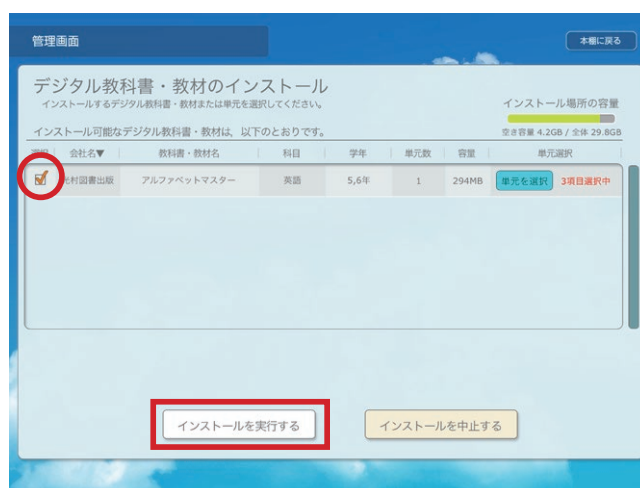 管理画面
本棚に戻る
デジタル教科書・教材のインストール
インストールするデジタル教科書・教材または単元を選択してください。
インストール場所の容量
インストール可能なデジタル教科書・教材は、以下のとおりです。
空き容量 4.2GB / 全体 29.8GB
会社名▼ 教科書・教材名 科目 学年 単元数 容量 単元選択
村図書出版 アルファベットマスター 英語 5,6年 1 294MB 単元を選択 3項目選択中
インストールを実行する
インストールを中止する